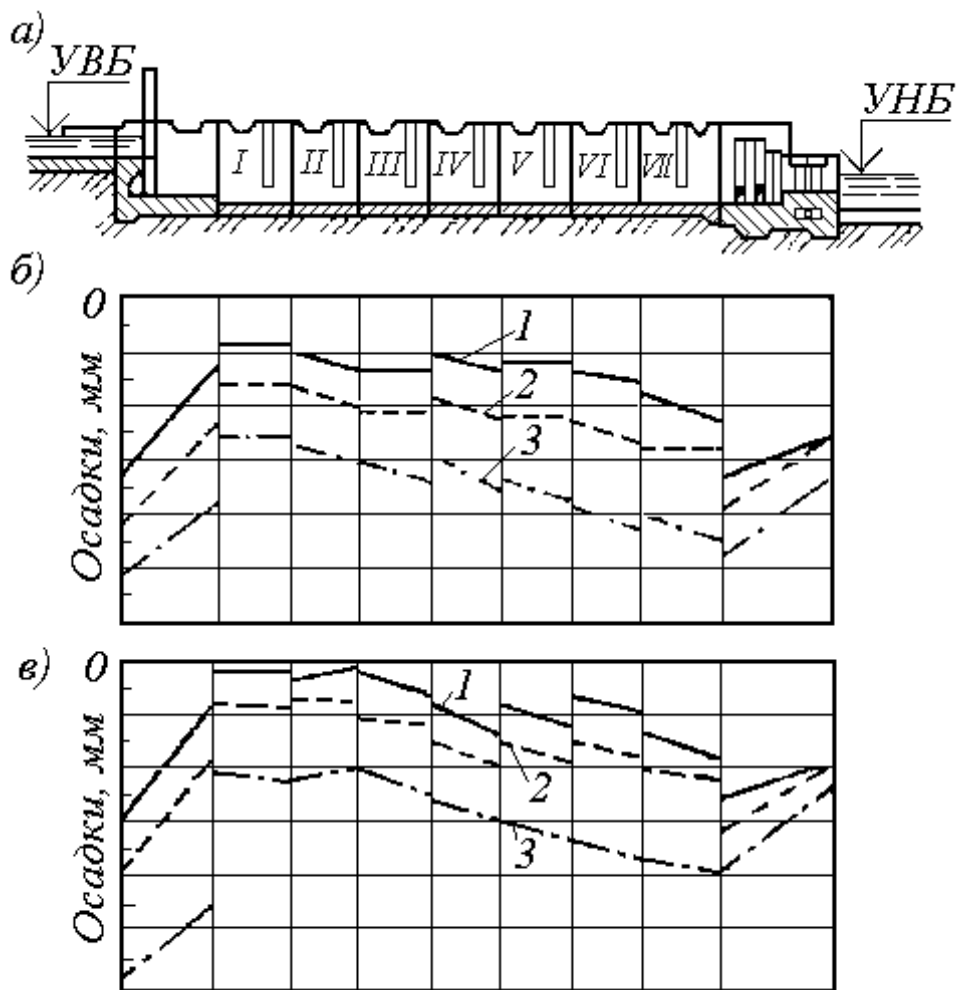 а)
УВБ
УНБ
I II III IV V VI VII
б)
0
Осадки, мм
1
2
3
в)
0
Осадки, мм
1
2
3